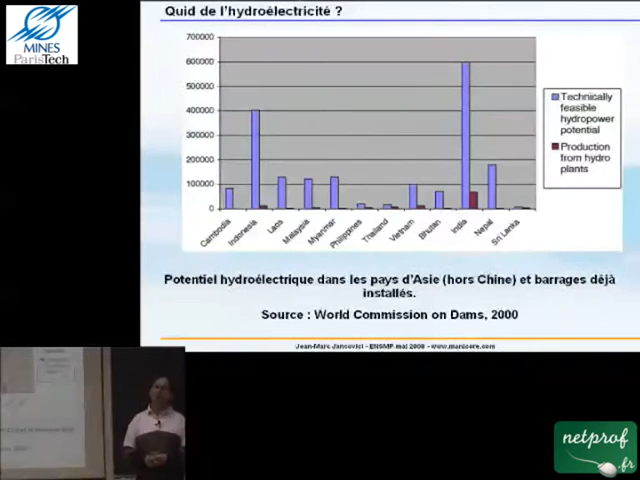 Quid de l'hydroélectricité ?
MINES
ParisTech
700000
600000
500000
400000
300000
200000
100000
0
Technically
feasible
hydropower
potential
Production
from hydro
plants
Cambodia
Indonesia
Laos
Malaysia
Myanmar
Philippines
Thailand
Vietnam
Bhutan
India
Nepal
Sri Lanka
Potentiel hydroélectrique dans les pays d'Asie (hors Chine) et barrages déjà
installés.
Source : World Commission on Dams, 2000
Jean-Marc Jancovici - ENSMP mai 2008 - www.manicore.com
netprof
.fr